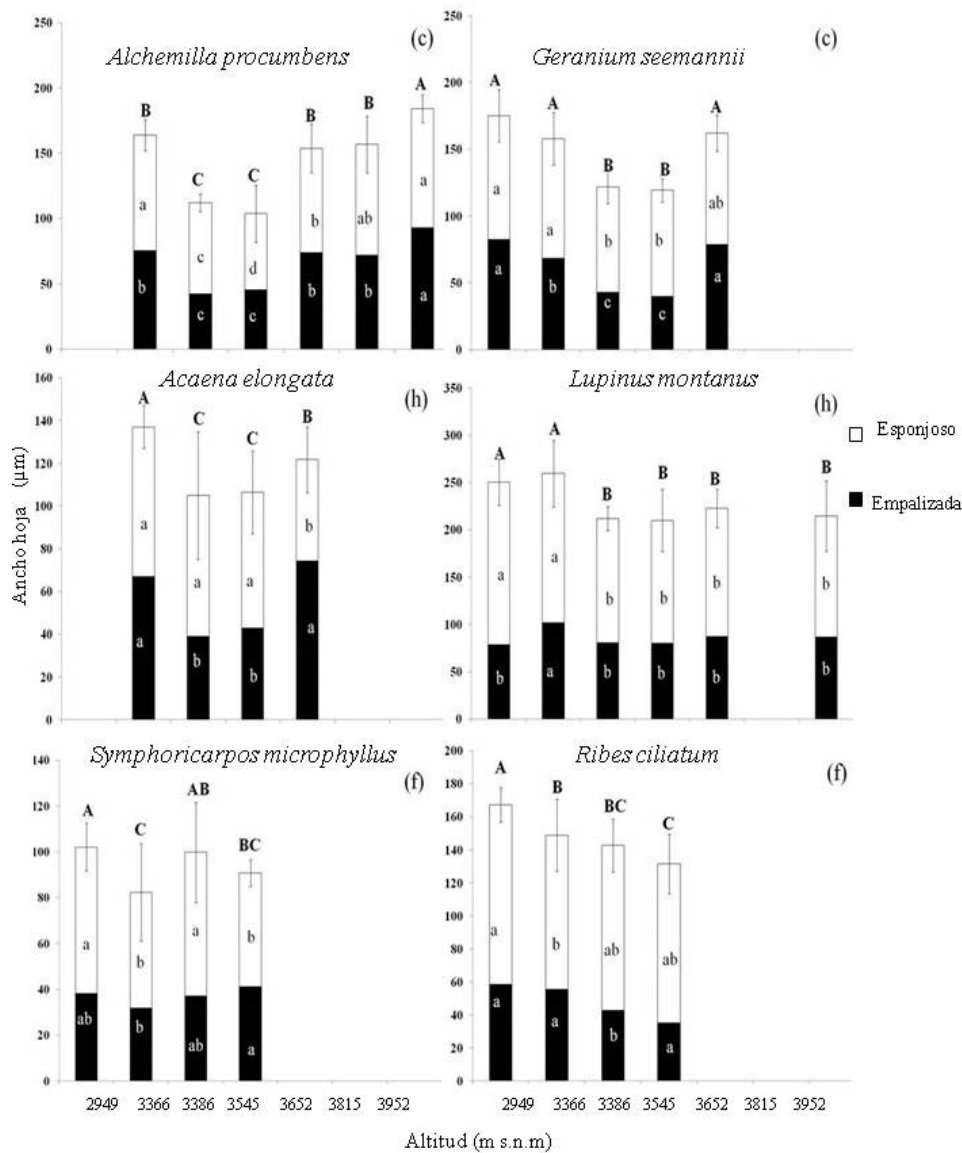 Alchemilla procumbens
(c)
250
200
150
100
50
0
B
C
C
B
B
A
a
c
d
b
ab
a
b
c
c
b
b
a
Geranium seemannii
(c)
250
200
150
100
50
0
A
A
B
B
A
a
a
b
b
ab
a
b
c
c
a
Acaena elongata
(h)
160
140
120
100
80
60
40
20
0
A
C
C
B
a
a
a
b
a
b
b
a
Lupinus montanus
(h)
350
300
250
200
150
100
50
0
A
A
B
B
B
B
a
a
b
b
b
b
b
a
b
b
b
b
Esponjoso
Empalizada
Ancho hoja (µm)
Symphoricarpos microphyllus
(f)
140
120
100
80
60
40
20
0
A
C
AB
BC
a
b
a
b
ab
b
ab
a
2949 3366 3386 3545 3652 3815 3952
Ribes ciliatum
(f)
200
180
160
140
120
100
80
60
40
20
0
A
B
BC
C
a
b
ab
ab
a
a
b
a
2949 3366 3386 3545 3652 3815 3952
Altitud (m s.n.m)